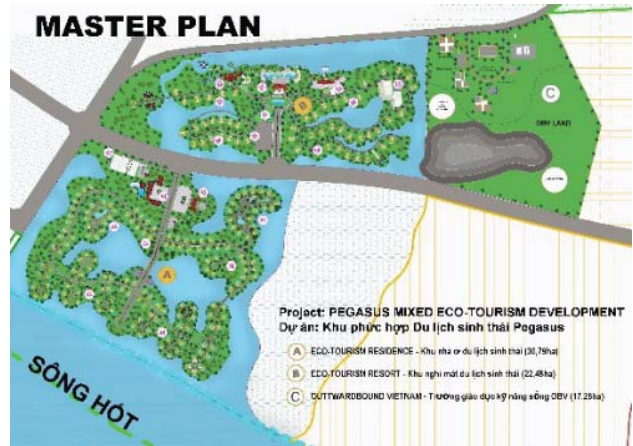 MASTER PLAN
B
C
OBV LAND
A
SÔNG HÓT
Project: PEGASUS MIXED ECO-TOURISM DEVELOPMENT
Dự án: Khu phức hợp Du lịch sinh thái Pegasus
A ECO-TOURISM RESIDENCE - Khu nhà ở du lịch sinh thái (30,79ha)
B ECO-TOURISM RESORT - Khu nghỉ mát du lịch sinh thái (22,48ha)
C OUTTWARDBOUND VIETNAM - Trường giáo dục kỹ năng sống OBV (17,28ha)